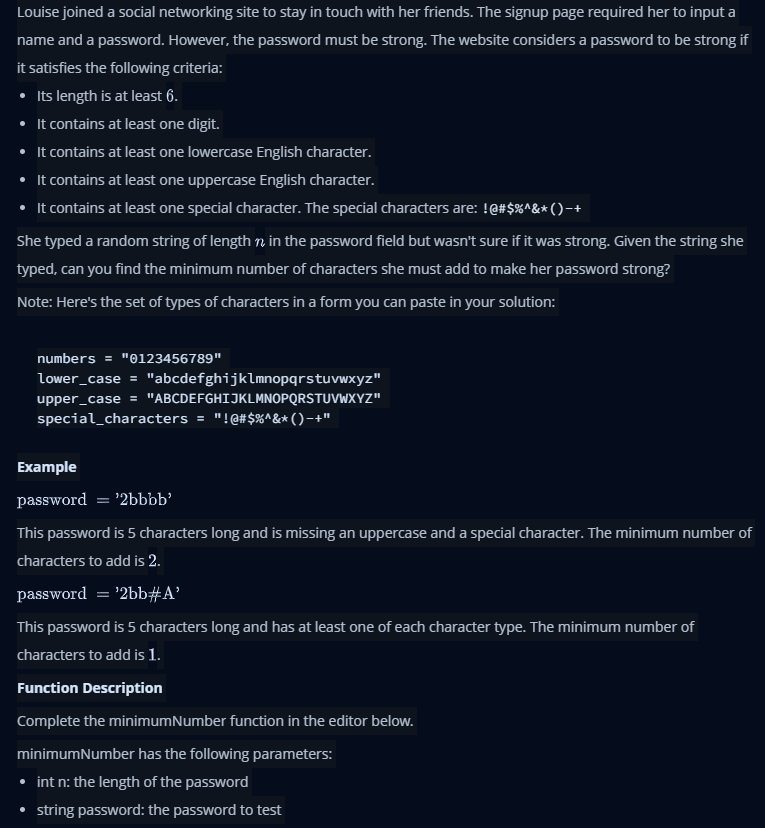 Louise joined a social networking site to stay in touch with her friends. The signup page required her to input a
name and a password. However, the password must be strong. The website considers a password to be strong if
it satisfies the following criteria:
• Its length is at least 6.
• It contains at least one digit.
• It contains at least one lowercase English character.
• It contains at least one uppercase English character.
• It contains at least one special character. The special characters are: !@#$%^&*()-+
She typed a random string of length n in the password field but wasn't sure if it was strong. Given the string she
typed, can you find the minimum number of characters she must add to make her password strong?
Note: Here's the set of types of characters in a form you can paste in your solution:
numbers = "0123456789"
lower_case = "abcdefghijklmnopqrstuvwxyz"
upper_case = "ABCDEFGHIJKLMNOPQRSTUVWXYZ"
special_characters = "!@#$%^&*()-+"
Example
password = '2bbbb'
This password is 5 characters long and is missing an uppercase and a special character. The minimum number of
characters to add is 2.
password = '2bb#A'
This password is 5 characters long and has at least one of each character type. The minimum number of
characters to add is 1.
Function Description
Complete the minimumNumber function in the editor below.
minimumNumber has the following parameters:
• int n: the length of the password
• string password: the password to test